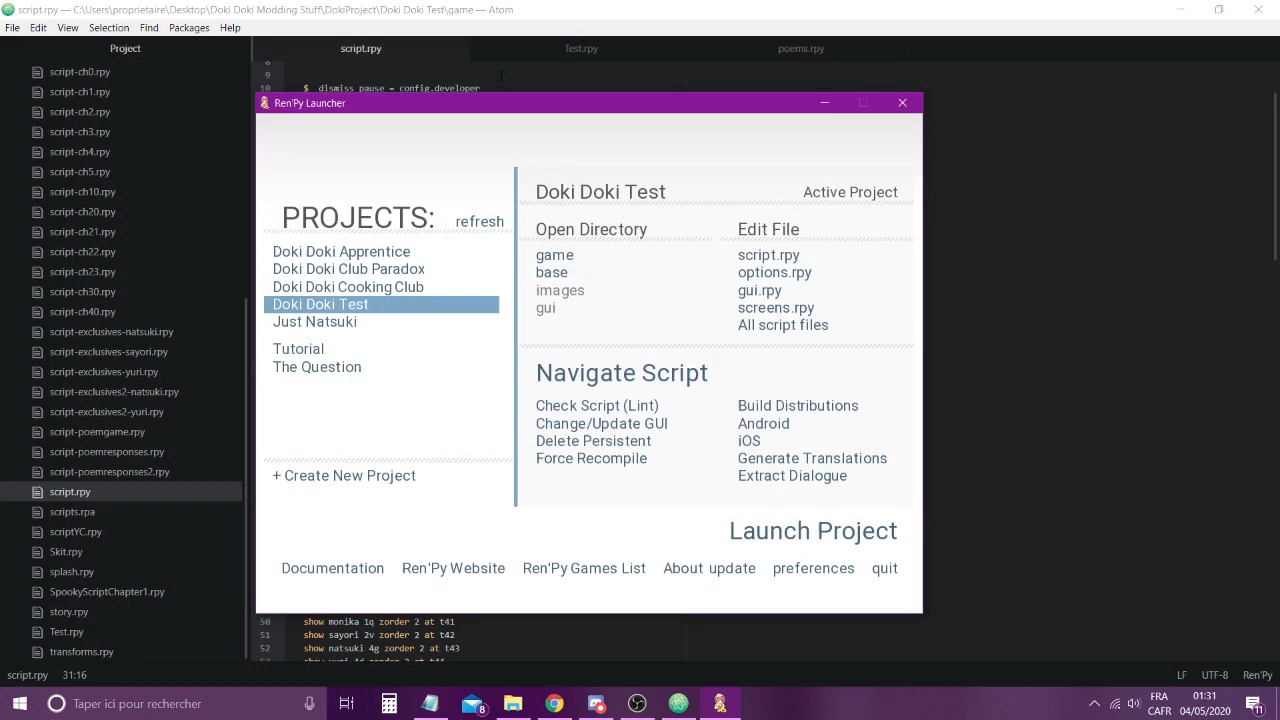 script.rpy — C:\Users\proprietaire\Desktop\Doki Doki Modding Stuff\DokiProject\Doki Doki Test\game — Atom
File Edit View Selection Find Packages Help
Project
script.rpy
Test.rpy
poems.rpy
script-ch0.rpy
script-ch1.rpy
script-ch2.rpy
script-ch3.rpy
script-ch4.rpy
script-ch5.rpy
script-ch10.rpy
script-ch20.rpy
script-ch21.rpy
script-ch22.rpy
script-ch23.rpy
script-ch30.rpy
script-ch40.rpy
script-exclusives-natsuki.rpy
script-exclusives-sayori.rpy
script-exclusives-yuri.rpy
script-exclusives2-natsuki.rpy
script-exclusives2-yuri.rpy
script-poemgame.rpy
script-poemresponses.rpy
script-poemresponses2.rpy
script.rpy
scripts.rpa
scriptYC.rpy
Skit.rpy
splash.rpy
SpookyScriptChapter1.rpy
story.rpy
Test.rpy
transforms.rpy
8
9
10 $ dismiss_pause = config.developer
Ren'Py Launcher
PROJECTS: refresh
Doki Doki Apprentice
Doki Doki Club Paradox
Doki Doki Cooking Club
Doki Doki Test
Just Natsuki
Tutorial
The Question
+ Create New Project
Doki Doki Test Active Project
Open Directory
game
base
images
gui
Edit File
script.rpy
options.rpy
gui.rpy
screens.rpy
All script files
Navigate Script
Check Script (Lint)
Change/Update GUI
Delete Persistent
Force Recompile
Build Distributions
Android
iOS
Generate Translations
Extract Dialogue
Launch Project
Documentation Ren'Py Website Ren'Py Games List About update preferences quit
50 show monika 1q zorder 2 at t41
51 show sayori 2v zorder 2 at t42
52 show natsuki 4g zorder 2 at t43
53 show yuri 4d zorder 2 at t44
script.rpy 31:16 LF UTF-8 Ren'Py
Taper ici pour rechercher
8
FRA
CAFR
01:31
04/05/2020
11